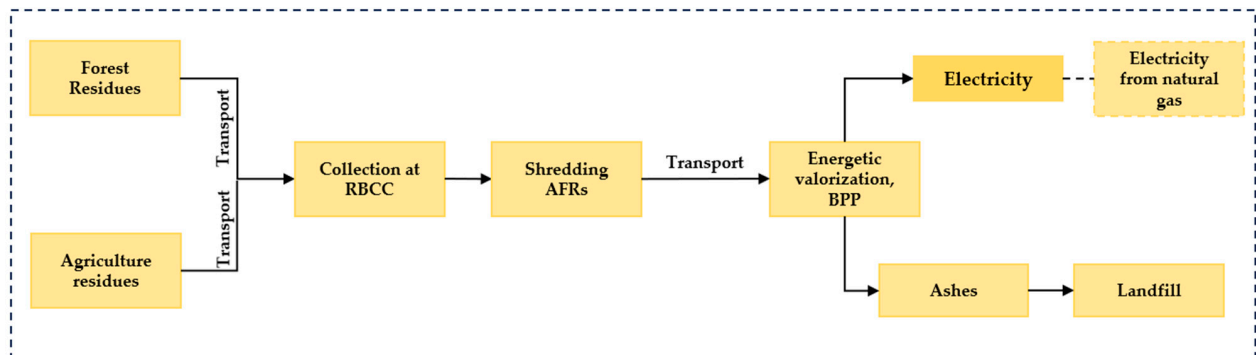 Forest
Residues
Transport
Transport
Agriculture
residues
Collection at
RBCC
Shredding
AFRs
Transport
Energetic
valorization,
BPP
Electricity
Electricity
from natural
gas
Ashes
Landfill